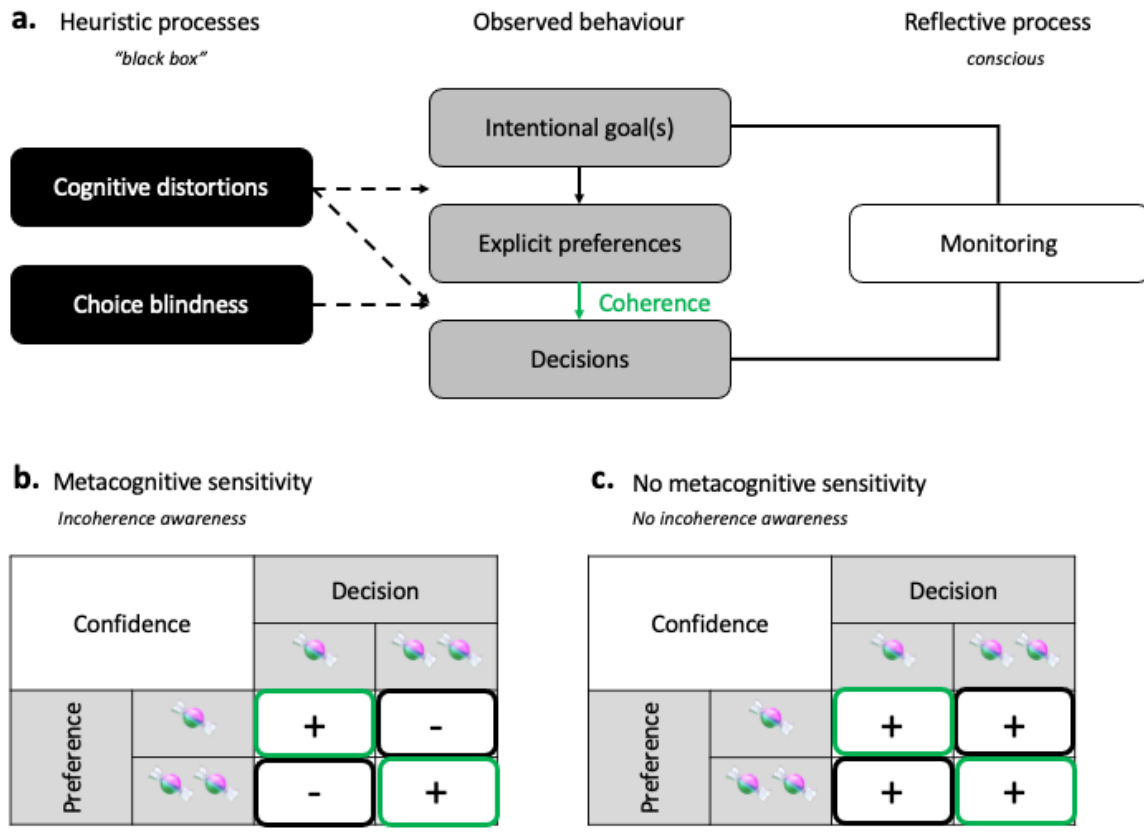 a. Heuristic processes Observed behaviour Reflective process
"black box" conscious
Intentional goal(s)
Cognitive distortions
Explicit preferences Monitoring
Choice blindness Coherence
Decisions
b. Metacognitive sensitivity
Incoherence awareness
Confidence Decision
Preference
+ -
- +
c. No metacognitive sensitivity
No incoherence awareness
Confidence Decision
Preference
+ +
+ +